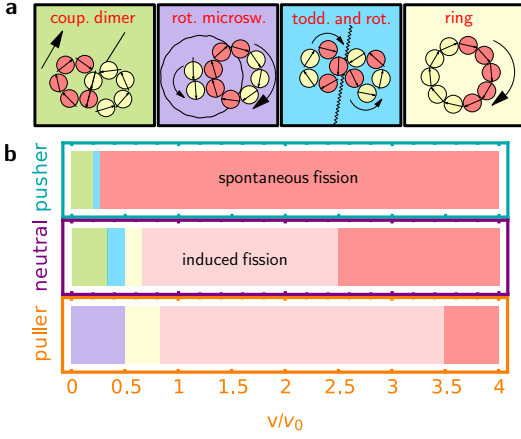 a
coup. dimer
rot. microsw.
todd. and rot.
ring
b
pusher
spontaneous fission
neutral
induced fission
puller
0 0.5 1 1.5 2 2.5 3 3.5 4
v/v₀